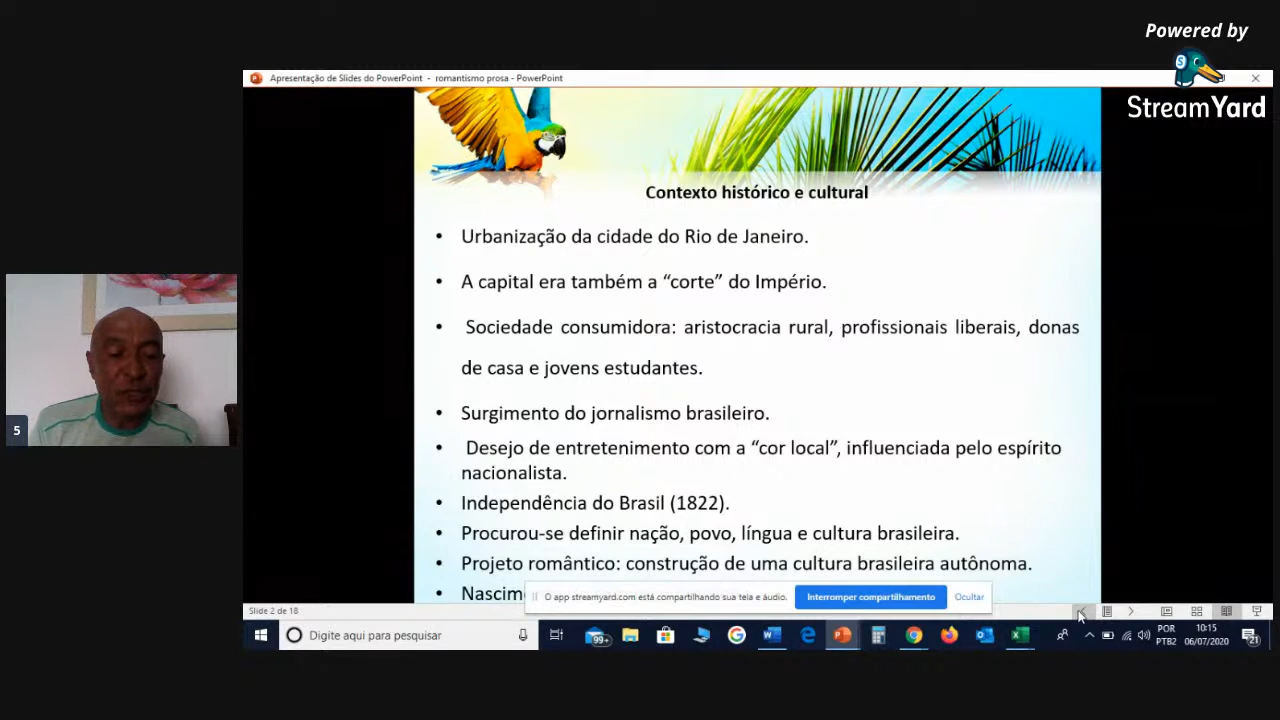 Powered by
StreamYard
Apresentação de Slides do PowerPoint - romantismo prosa - PowerPoint
Contexto histórico e cultural
• Urbanização da cidade do Rio de Janeiro.
• A capital era também a “corte” do Império.
• Sociedade consumidora: aristocracia rural, profissionais liberais, donas
de casa e jovens estudantes.
• Surgimento do jornalismo brasileiro.
• Desejo de entretenimento com a “cor local”, influenciada pelo espírito
nacionalista.
• Independência do Brasil (1822).
• Procurou-se definir nação, povo, língua e cultura brasileira.
• Projeto romântico: construção de uma cultura brasileira autônoma.
•
O app streamyard.com está compartilhando sua tela e áudio. Interromper compartilhamento Ocultar
5
Slide 2 de 18
Digite aqui para pesquisar
99+
POR
PTB2
10:15
06/07/2020
21